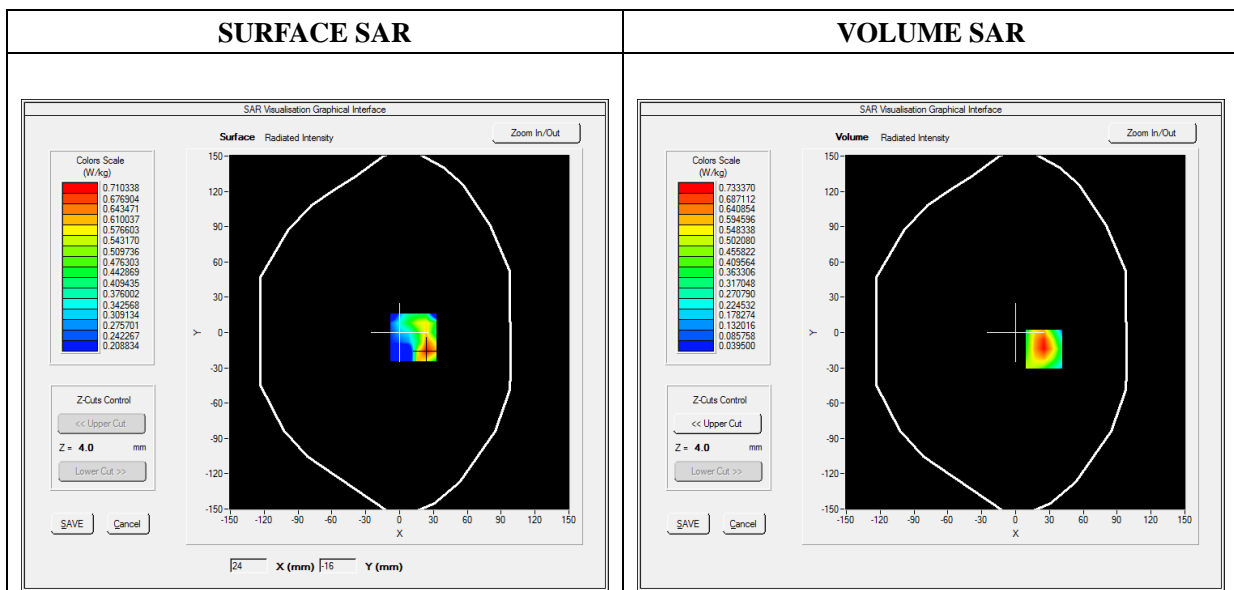 SURFACE SAR
SAR Visualisation Graphical Interface
Surface Radiated Intensity
Zoom In/Out
Colors Scale
(W/kg)
0.710338
0.676904
0.643471
0.610037
0.576603
0.543170
0.509736
0.476303
0.442869
0.409435
0.376002
0.342568
0.309134
0.275701
0.242267
0.208834
Z-Cuts Control
<< Upper Cut
Z = 4.0 mm
Lower Cut >>
SAVE Cancel
150
120
90
60
30
0
-30
-60
-90
-120
-150
Y
-150 -120 -90 -60 -30 0 30 60 90 120 150
X
24 X (mm) -16 Y (mm)
VOLUME SAR
SAR Visualisation Graphical Interface
Volume Radiated Intensity
Zoom In/Out
Colors Scale
(W/kg)
0.733370
0.687112
0.640854
0.594596
0.548338
0.502080
0.455822
0.409564
0.363306
0.317048
0.270790
0.224532
0.178274
0.132016
0.085758
0.039500
Z-Cuts Control
<< Upper Cut
Z = 4.0 mm
Lower Cut >>
SAVE Cancel
150
120
90
60
30
0
-30
-60
-90
-120
-150
Y
-150 -120 -90 -60 -30 0 30 60 90 120 150
X